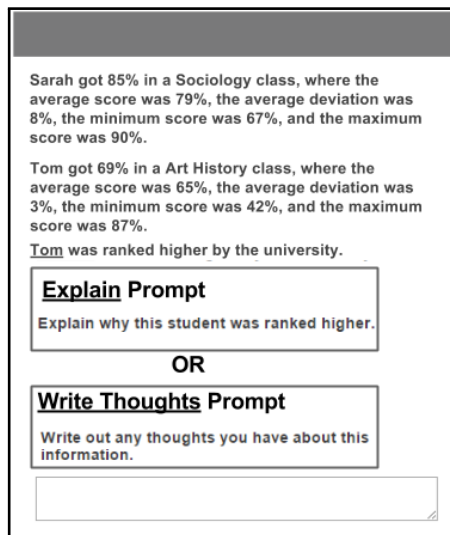 Sarah got 85% in a Sociology class, where the
average score was 79%, the average deviation was
8%, the minimum score was 67%, and the maximum
score was 90%.
Tom got 69% in a Art History class, where the
average score was 65%, the average deviation was
3%, the minimum score was 42%, and the maximum
score was 87%.
Tom was ranked higher by the university.
Explain Prompt
Explain why this student was ranked higher.
OR
Write Thoughts Prompt
Write out any thoughts you have about this
information.